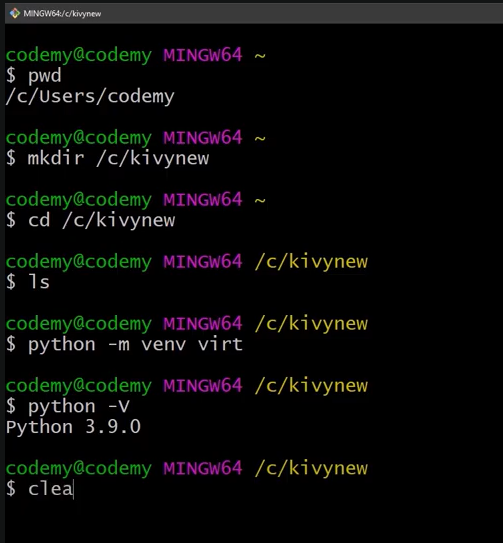 MINGW64:/c/kivynew
codemy@codemy MINGW64 ~
$ pwd
/c/Users/codemy
codemy@codemy MINGW64 ~
$ mkdir /c/kivynew
codemy@codemy MINGW64 ~
$ cd /c/kivynew
codemy@codemy MINGW64 /c/kivynew
$ ls
codemy@codemy MINGW64 /c/kivynew
$ python -m venv virt
codemy@codemy MINGW64 /c/kivynew
$ python -V
Python 3.9.0
codemy@codemy MINGW64 /c/kivynew
$ clea